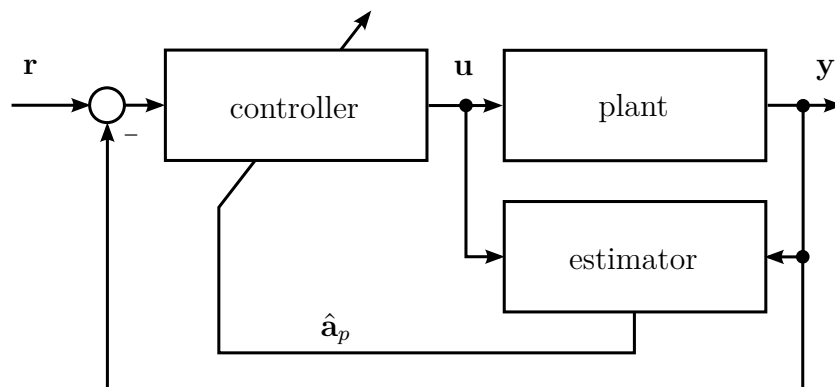 r
u
y
controller
plant
–
estimator
â_p